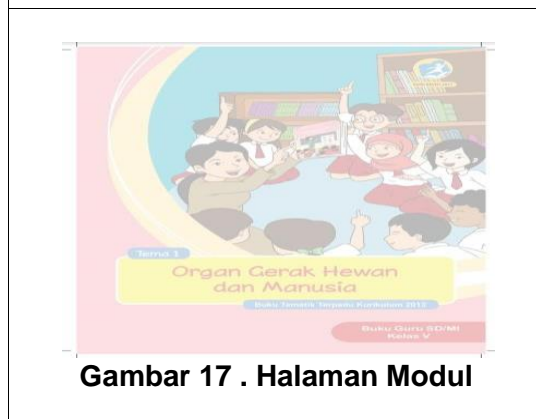 Tema 1
Organ Gerak Hewan
dan Manusia
Buku Tematik Terpadu Kurikulum 2013
Buku Guru SD/MI
Kelas V
Gambar 17 . Halaman Modul